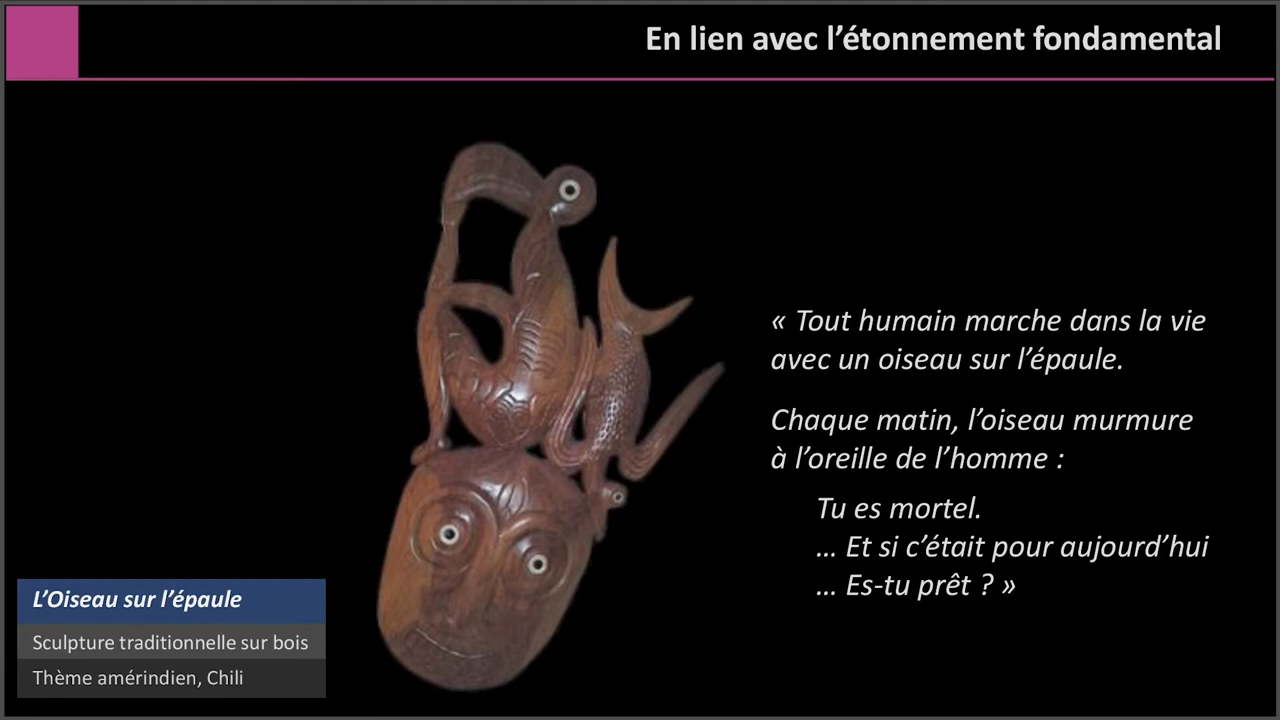 En lien avec l’étonnement fondamental
« Tout humain marche dans la vie
avec un oiseau sur l’épaule.
Chaque matin, l’oiseau murmure
à l’oreille de l’homme :
Tu es mortel.
… Et si c’était pour aujourd’hui
… Es-tu prêt ? »
L’Oiseau sur l’épaule
Sculpture traditionnelle sur bois
Thème amérindien, Chili